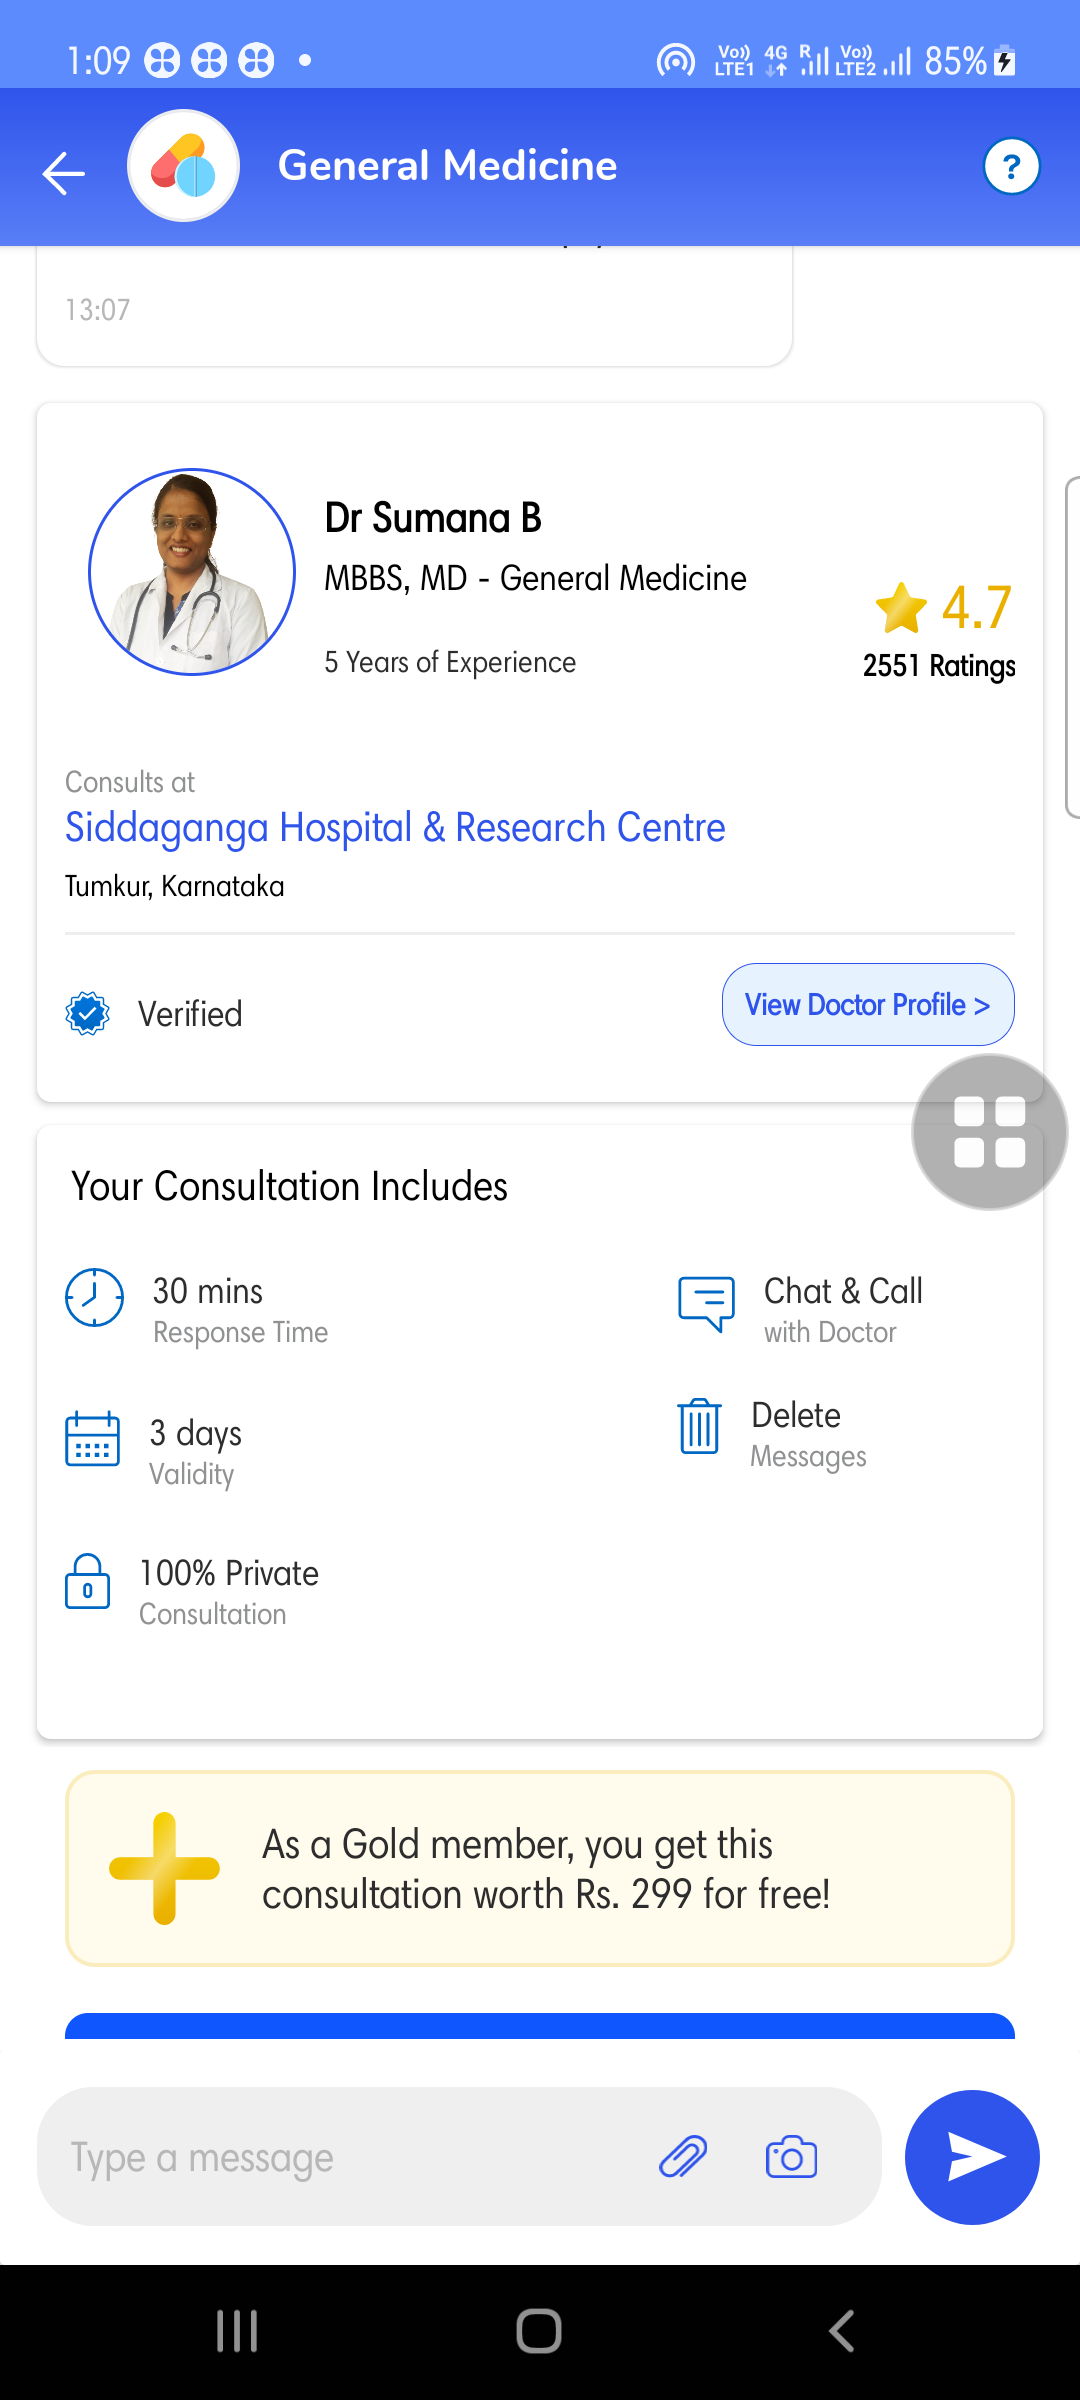 1:09
Vo)) LTE1 4G R Vo)) LTE2 85%
General Medicine
?
13:07
Dr Sumana B
MBBS, MD - General Medicine
5 Years of Experience
4.7
2551 Ratings
Consults at
Siddaganga Hospital & Research Centre
Tumkur, Karnataka
Verified
View Doctor Profile >
Your Consultation Includes
30 mins
Response Time
Chat & Call
with Doctor
3 days
Validity
Delete
Messages
100% Private
Consultation
As a Gold member, you get this
consultation worth Rs. 299 for free!
Type a message